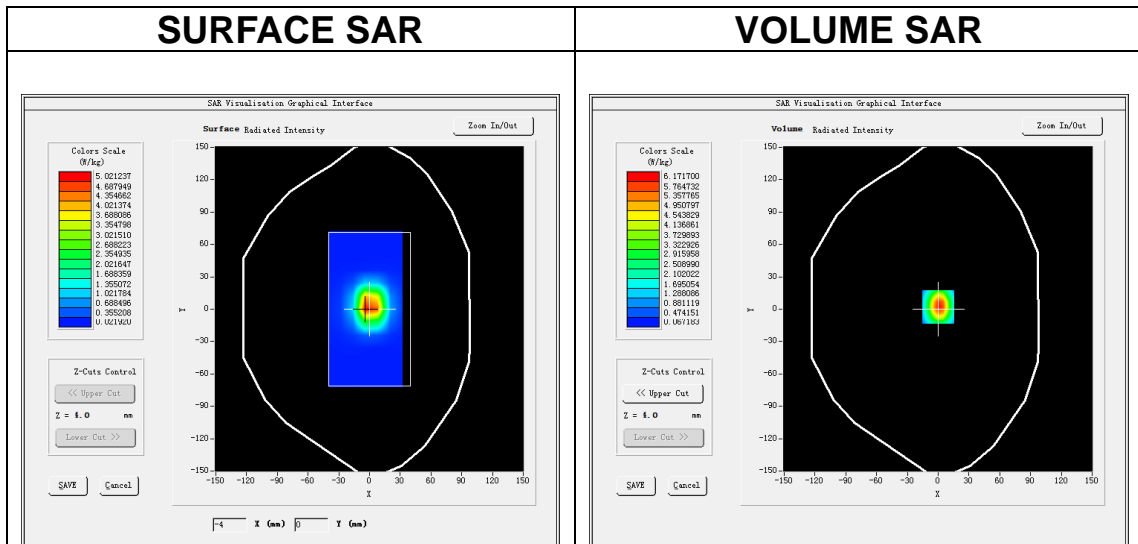 SURFACE SAR
SAR Visualisation Graphical Interface
Surface Radiated Intensity
Zoom In/Out
Colors Scale
(W/kg)
5.021237
4.687949
4.354662
4.021374
3.688086
3.354798
3.021510
2.688223
2.354935
2.021647
1.688359
1.355072
1.021784
0.688496
0.355208
0.021920
150
120
90
60
30
0
-30
-60
-90
-120
-150
Y
-150 -120 -90 -60 -30 0 30 60 90 120 150
X
Z-Cuts Control
<< Upper Cut
Z = 4.0 mm
Lower Cut >>
SAVE Cancel
-4 X (mm) 0 Y (mm)
VOLUME SAR
SAR Visualisation Graphical Interface
Volume Radiated Intensity
Zoom In/Out
Colors Scale
(W/kg)
6.171700
5.764732
5.357765
4.950797
4.543829
4.136861
3.729893
3.322926
2.915958
2.508990
2.102022
1.695054
1.288086
0.881119
0.474151
0.067183
150
120
90
60
30
0
-30
-60
-90
-120
-150
Y
-150 -120 -90 -60 -30 0 30 60 90 120 150
X
Z-Cuts Control
<< Upper Cut
Z = 4.0 mm
Lower Cut >>
SAVE Cancel